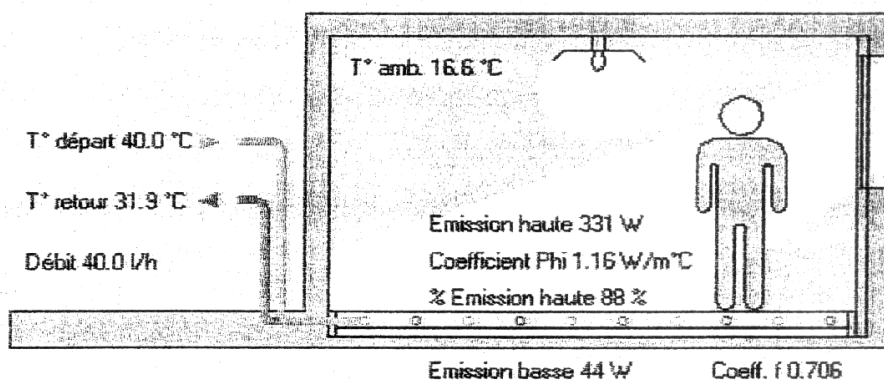 T° amb. 16.6 °C
T° départ 40.0 °C
T° retour 31.9 °C
Débit 40.0 l/h
Emission haute 331 W
Coefficient Phi 1.16 W/m°C
% Emission haute 88 %
Emission basse 44 W
Coeff. f 0.706